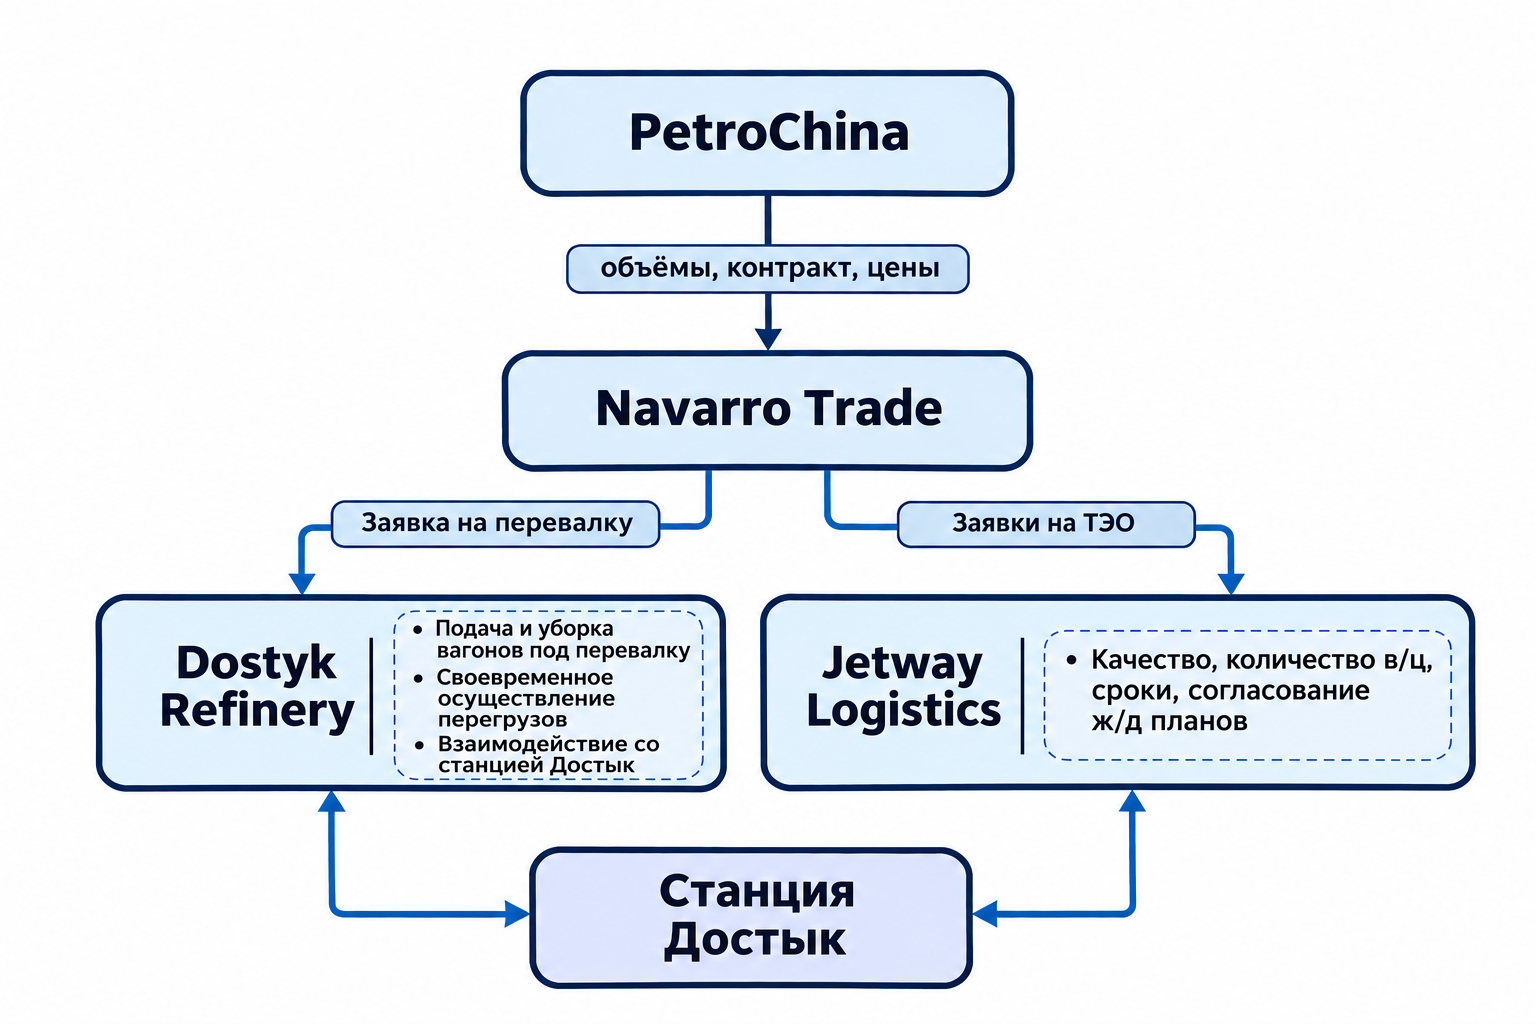 PetroChina
объёмы, контракт, цены
Navarro Trade
Заявка на перевалку
Заявки на ТЭО
Dostyk
Refinery
• Подача и уборка
вагонов под перевалку
• Своевременное
осуществление
перегрузов
• Взаимодействие со
станцией Достык
Jetway
Logistics
• Качество, количество в/ц,
сроки, согласование
ж/д планов
Станция
Достык